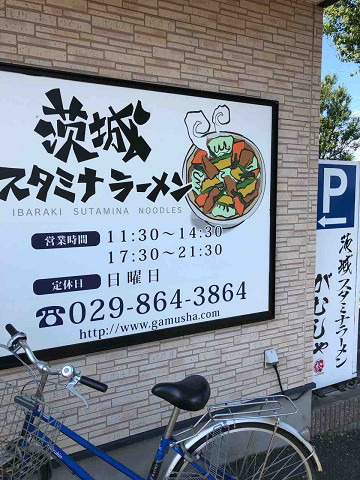 茨城
スタミナラーメン
IBARAKI SUTAMINA NOODLES
営業時間 11:30～14:30
17:30～21:30
定休日 日曜日
☎029-864-3864
http://www.gamusha.com
P
茨城スタミナラーメン
がむしゃ